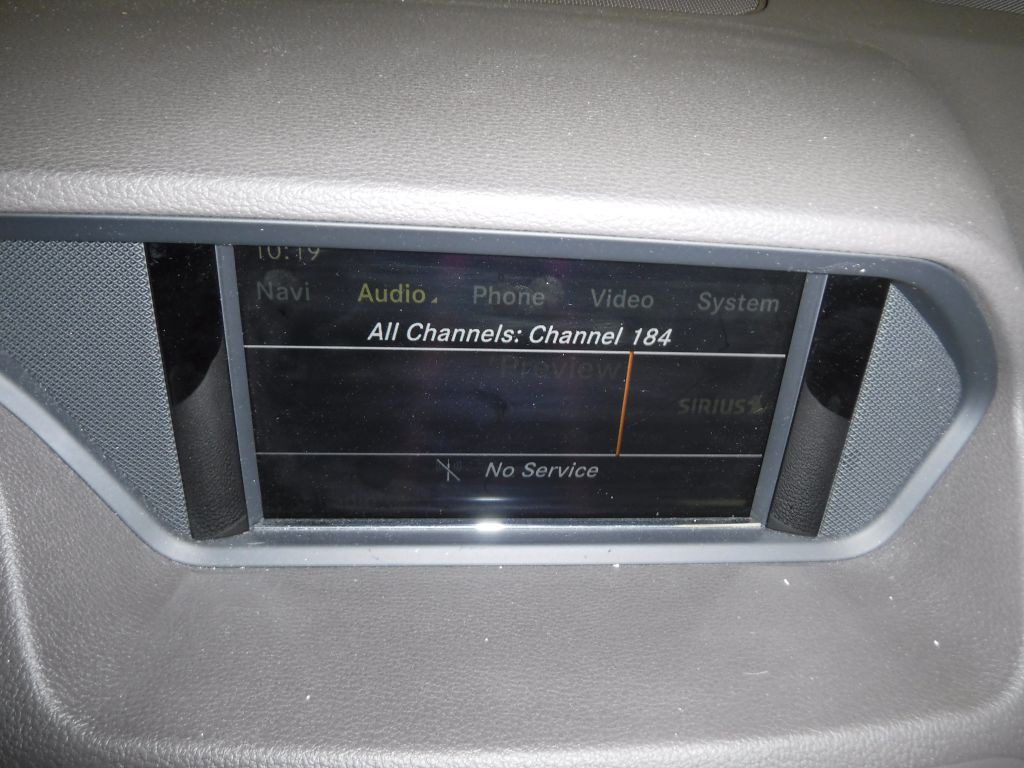 10:19
Navi Audio Phone Video System
All Channels: Channel 184
Preview
SIRIUS
No Service